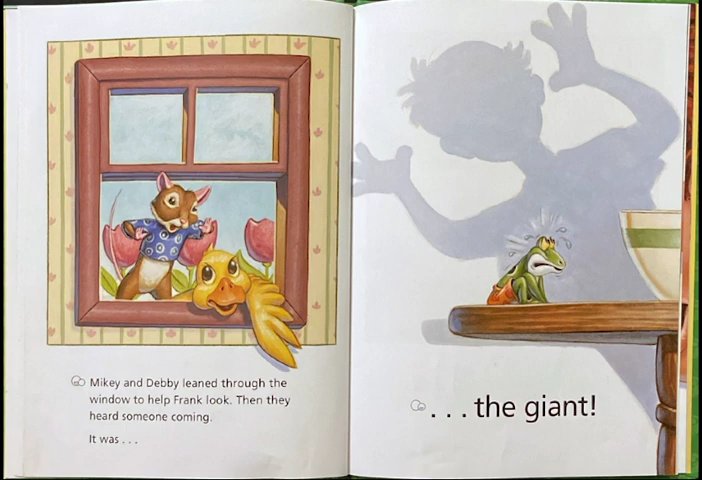 Mikey and Debby leaned through the
window to help Frank look. Then they
heard someone coming.
It was . . .
. . . the giant!